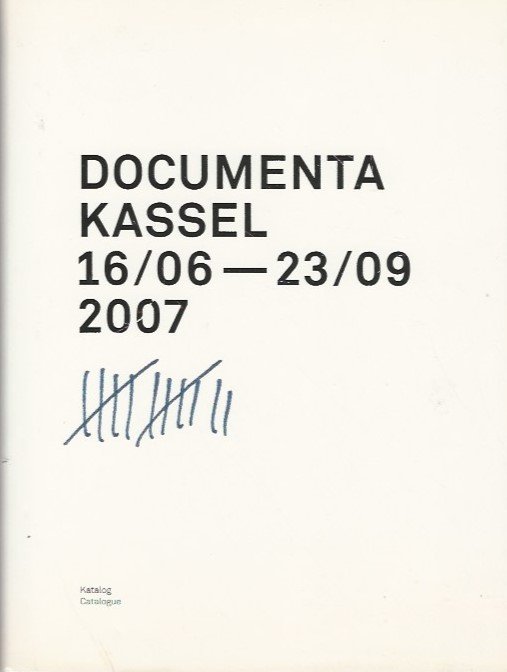 DOCUMENTA
KASSEL
16/06 — 23/09
2007
Katalog
Catalogue